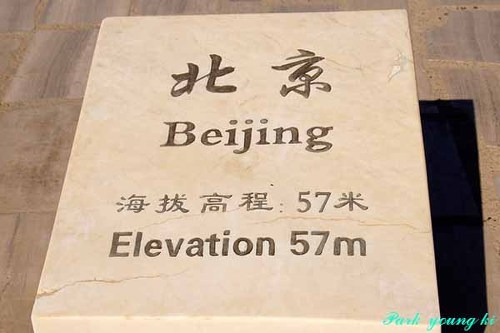 北京
Beijing
海拔高程:57米
Elevation 57m
Park young ki